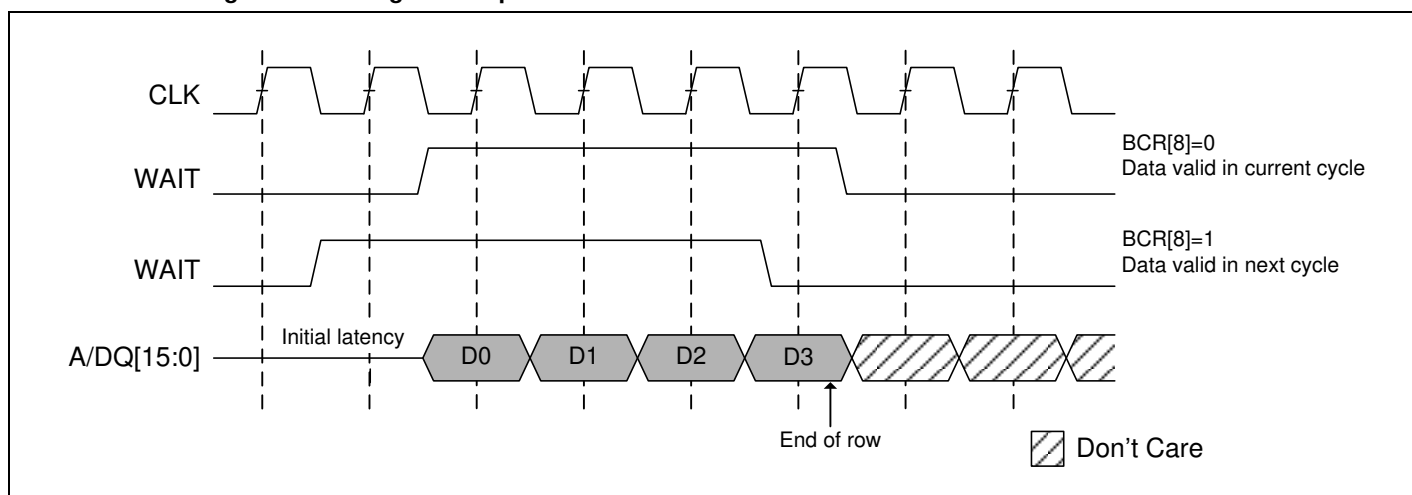 CLK
WAIT
BCR[8]=0
Data valid in current cycle
WAIT
BCR[8]=1
Data valid in next cycle
A/DQ[15:0]
Initial latency
D0
D1
D2
D3
End of row
Don't Care